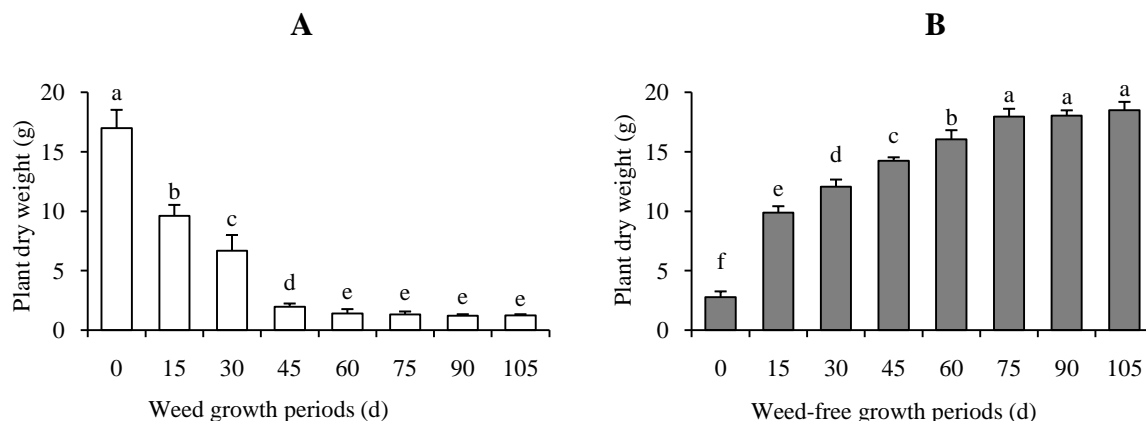 A
Plant dry weight (g)
20
15
10
5
0
a
b
c
d
e
e
e
e
0 15 30 45 60 75 90 105
Weed growth periods (d)
B
Plant dry weight (g)
20
15
10
5
0
f
e
d
c
b
a
a
a
0 15 30 45 60 75 90 105
Weed-free growth periods (d)